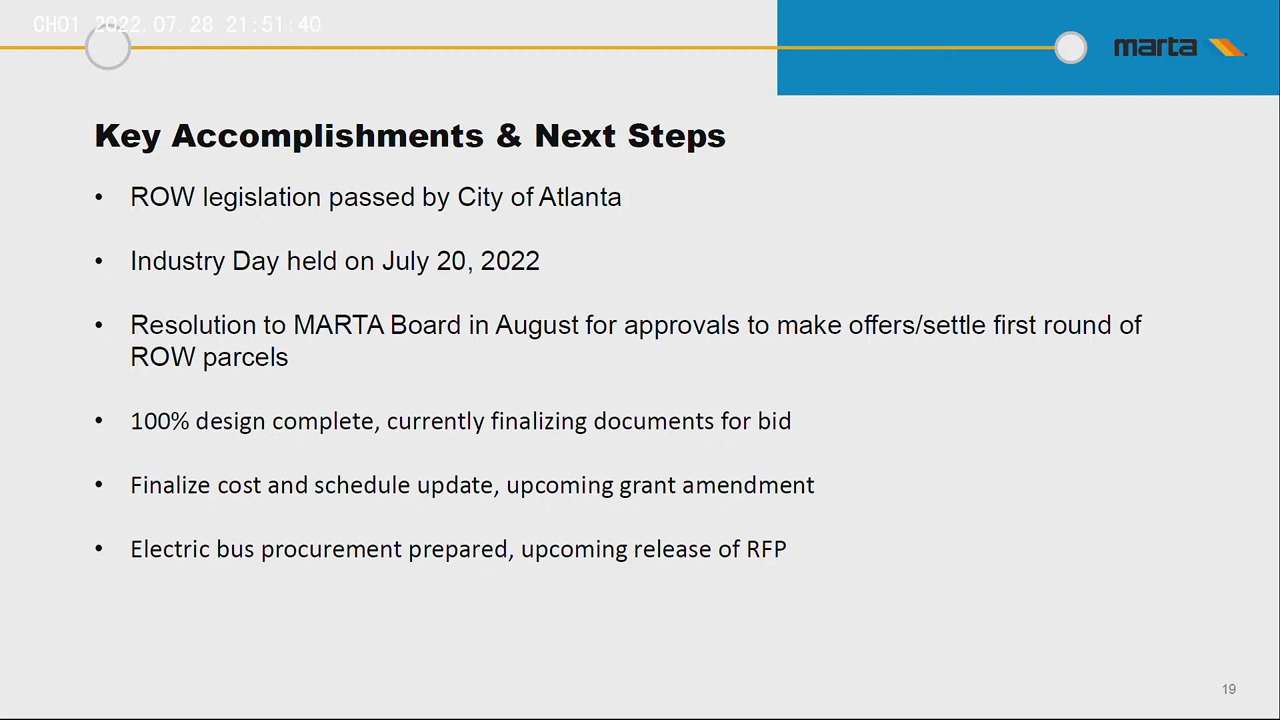 CH01 2022.07.28 21:51:40
marta
Key Accomplishments & Next Steps
• ROW legislation passed by City of Atlanta
• Industry Day held on July 20, 2022
• Resolution to MARTA Board in August for approvals to make offers/settle first round of
ROW parcels
• 100% design complete, currently finalizing documents for bid
• Finalize cost and schedule update, upcoming grant amendment
• Electric bus procurement prepared, upcoming release of RFP
19